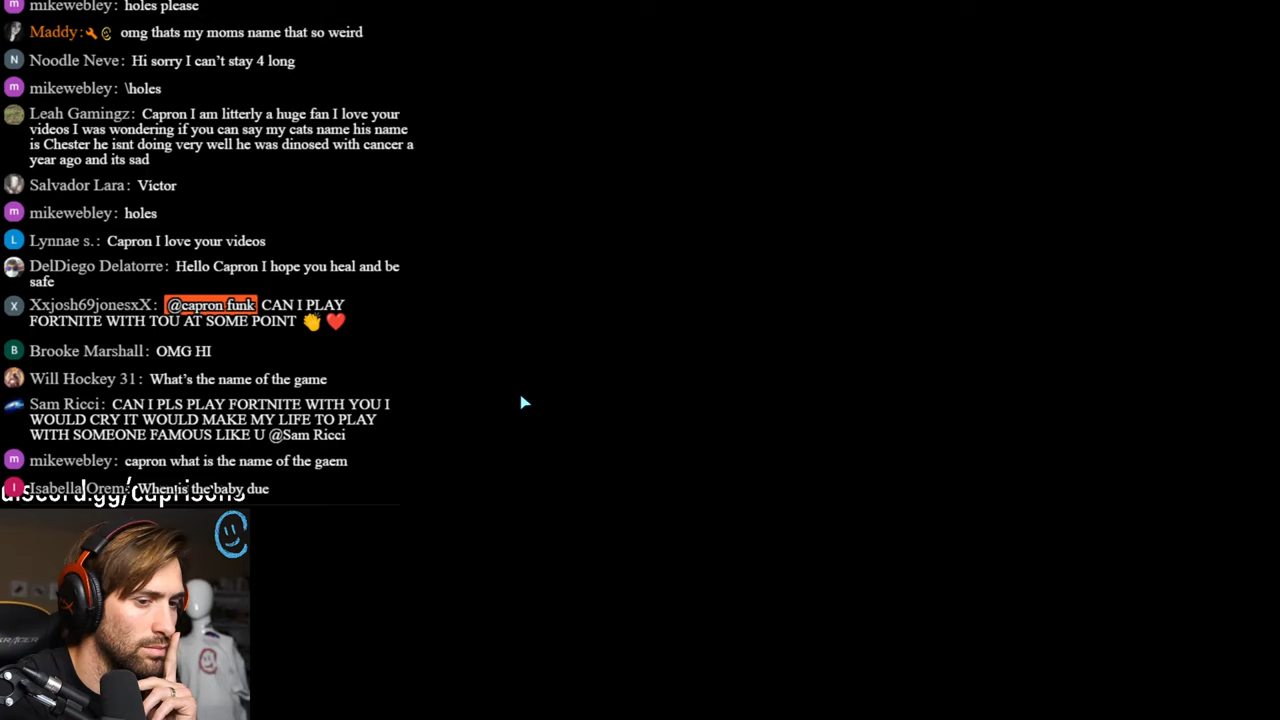 mikewebley: holes please
Maddy: omg thats my moms name that so weird
N Noodle Neve: Hi sorry I can’t stay 4 long
m mikewebley: \holes
Leah Gamingz: Capron I am litterly a huge fan I love your
videos I was wondering if you can say my cats name his name
is Chester he isnt doing very well he was dinosed with cancer a
year ago and its sad
Salvador Lara: Victor
m mikewebley: holes
L Lynnae s.: Capron I love your videos
DelDiego Delatorre: Hello Capron I hope you heal and be
safe
X Xxjosh69jonesxX: @capron funk CAN I PLAY
FORTNITE WITH TOU AT SOME POINT 👏 ❤️
B Brooke Marshall: OMG HI
Will Hockey 31: What’s the name of the game
Sam Ricci: CAN I PLS PLAY FORTNITE WITH YOU I
WOULD CRY IT WOULD MAKE MY LIFE TO PLAY
WITH SOMEONE FAMOUS LIKE U @Sam Ricci
m mikewebley: capron what is the name of the gaem
I Isabella Orem: When is the baby due
discord.gg/caprisons